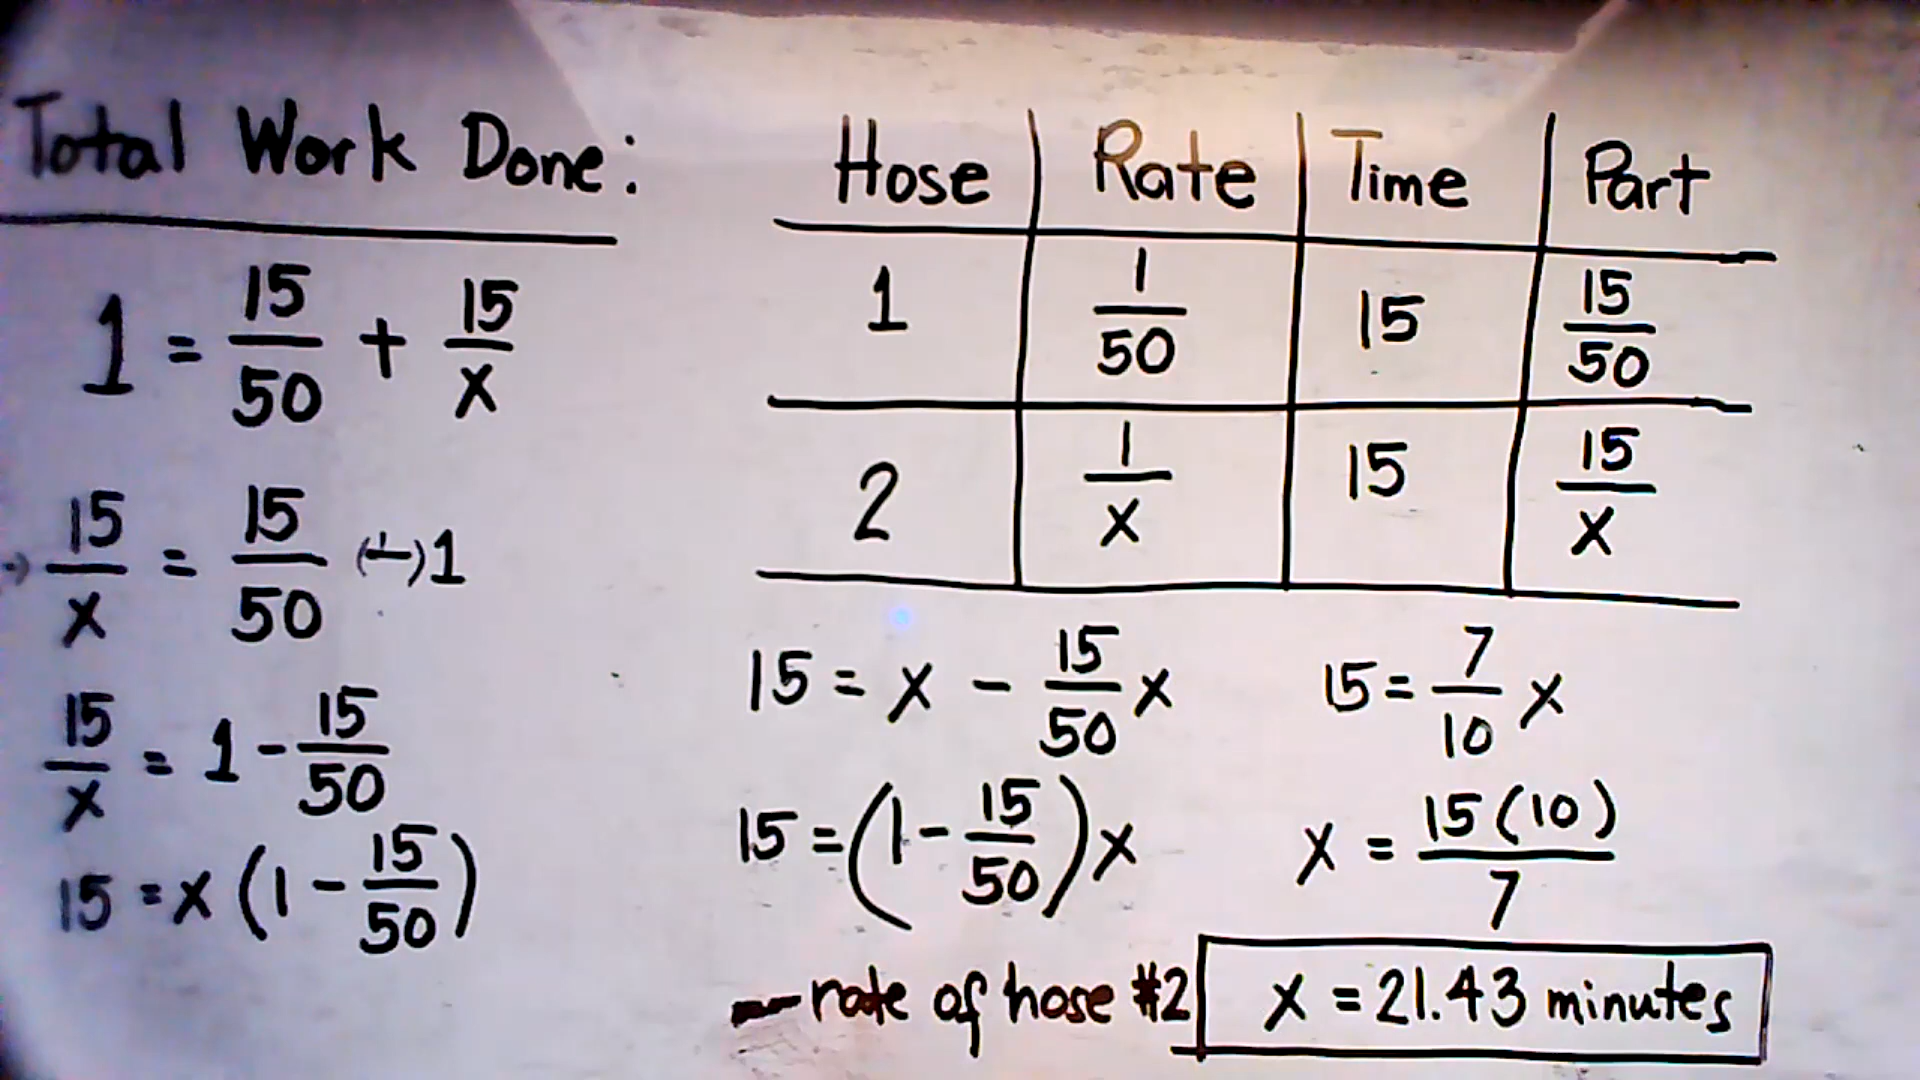 Total Work Done:
1 = 15/50 + 15/x
→ 15/x = 15/50 (÷) 1
15/x = 1 - 15/50
15 = x (1 - 15/50)
Hose | Rate | Time | Part
1 | 1/50 | 15 | 15/50
2 | 1/x | 15 | 15/x
15 = x - 15/50 x
15 = (1 - 15/50) x
15 = 7/10 x
x = 15(10)/7
rate of hose #2 x = 21.43 minutes